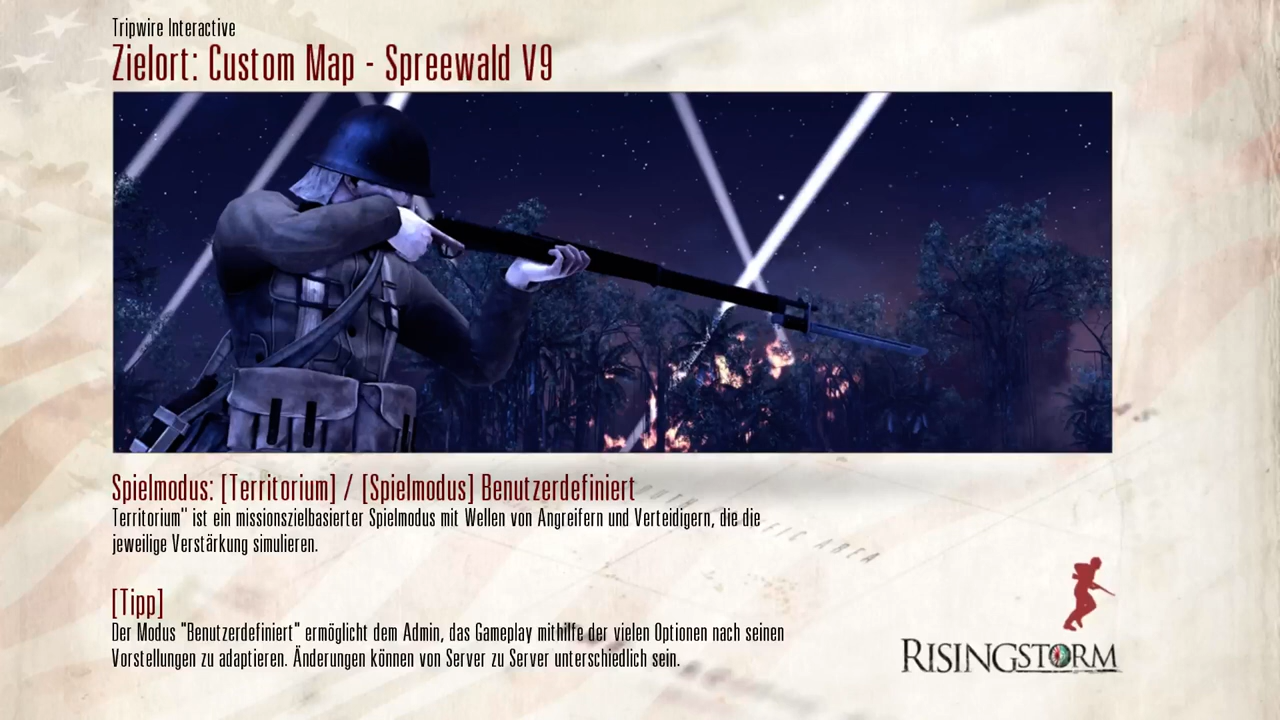 Tripwire Interactive
Zielort: Custom Map - Spreewald V9
Spielmodus: [Territorium] / [Spielmodus] Benutzerdefiniert
Territorium" ist ein missionszielbasierter Spielmodus mit Wellen von Angreifern und Verteidigern, die die
jeweilige Verstärkung simulieren.
[Tipp]
Der Modus "Benutzerdefiniert" ermöglicht dem Admin, das Gameplay mithilfe der vielen Optionen nach seinen
Vorstellungen zu adaptieren. Änderungen können von Server zu Server unterschiedlich sein.
RISINGSTORM